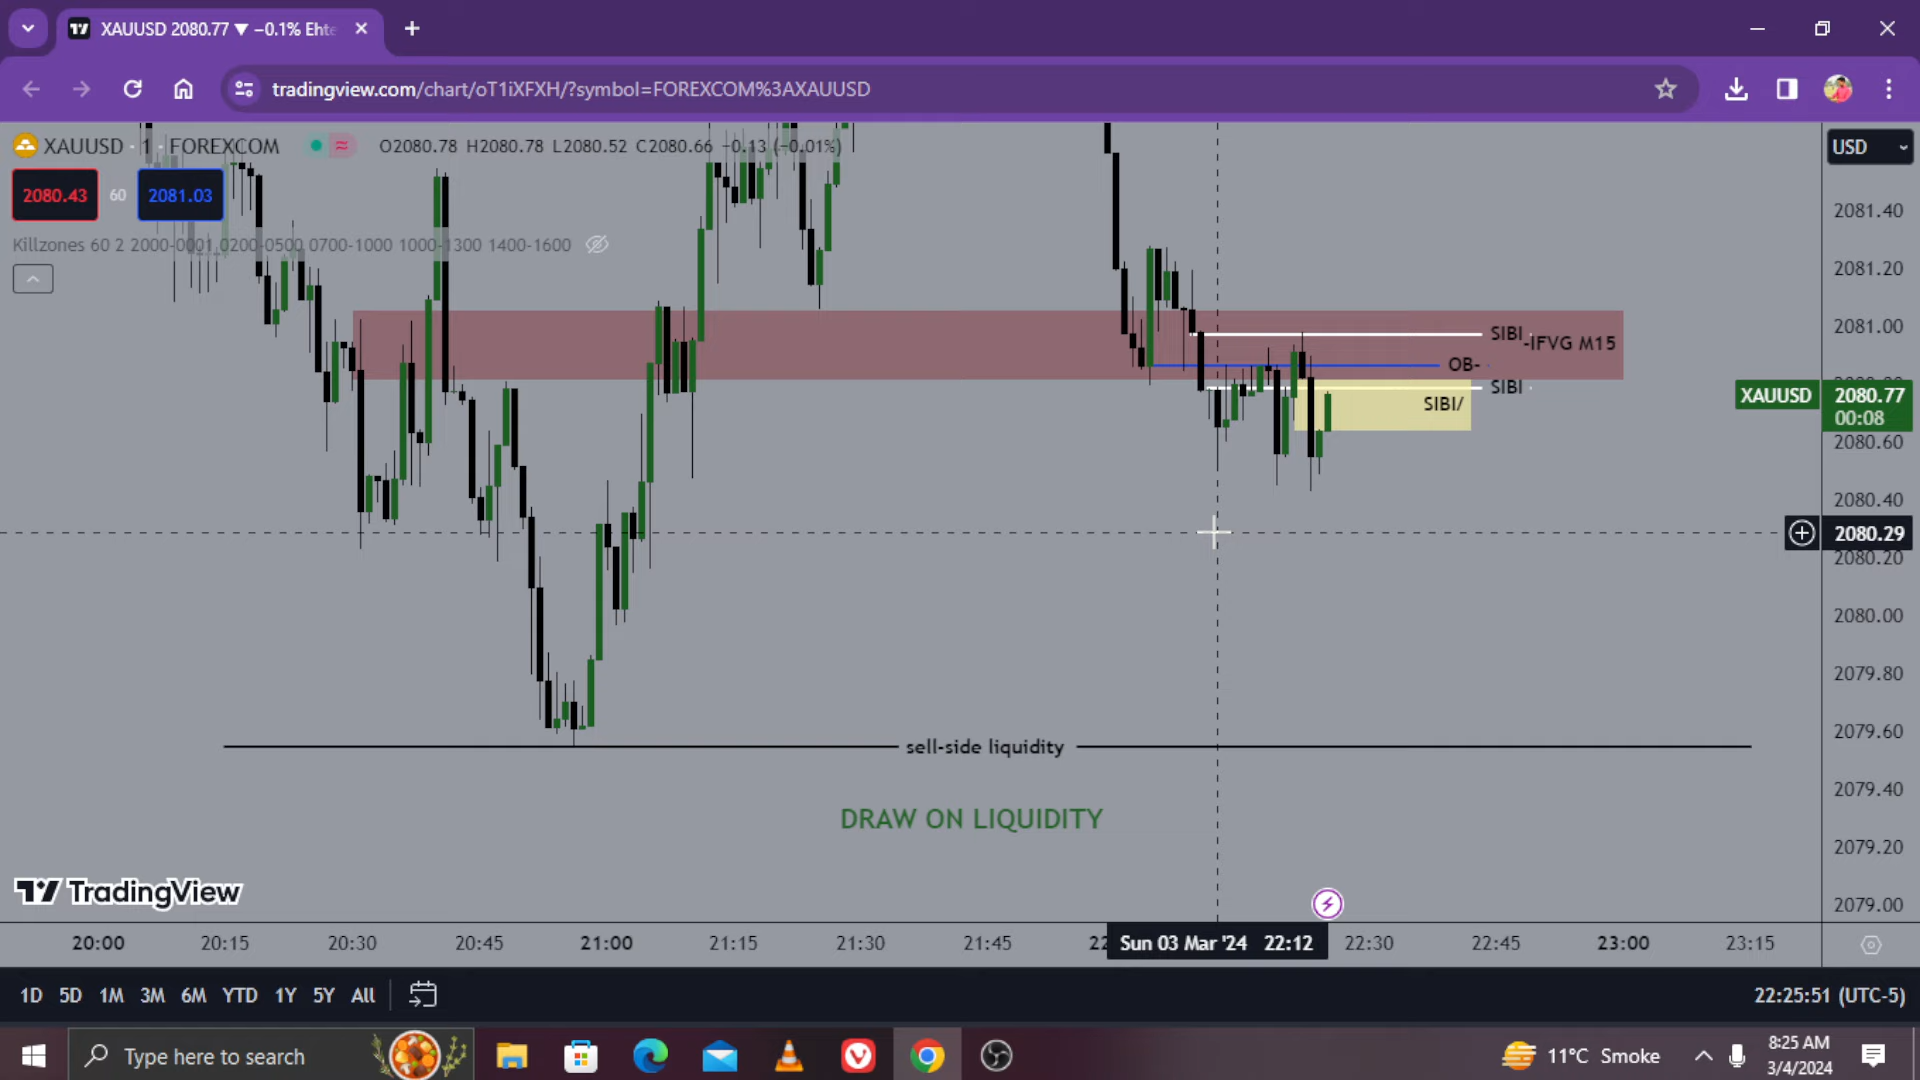 XAUUSD 2080.77 ▼ −0.1% Ehte
tradingview.com/chart/oT1iXFXH/?symbol=FOREXCOM%3AXAUUSD
XAUUSD · 1 · FOREXCOM O2080.78 H2080.78 L2080.52 C2080.66 −0.13 (−0.01%)
USD
2080.43 60 2081.03
2081.40
Killzones 60 2 2000-0001 0200-0500 0700-1000 1000-1300 1400-1600
2081.20
2081.00
SIBI
-IFVG M15
OB-
SIBI
SIBI/
XAUUSD 2080.77
00:08
2080.60
2080.40
2080.29
2080.20
2080.00
2079.80
2079.60
sell-side liquidity
2079.40
DRAW ON LIQUIDITY
2079.20
TradingView
2079.00
20:00 20:15 20:30 20:45 21:00 21:15 21:30 21:45 22 Sun 03 Mar '24 22:12 22:30 22:45 23:00 23:15
1D 5D 1M 3M 6M YTD 1Y 5Y All 22:25:51 (UTC-5)
Type here to search
11°C Smoke
8:25 AM
3/4/2024